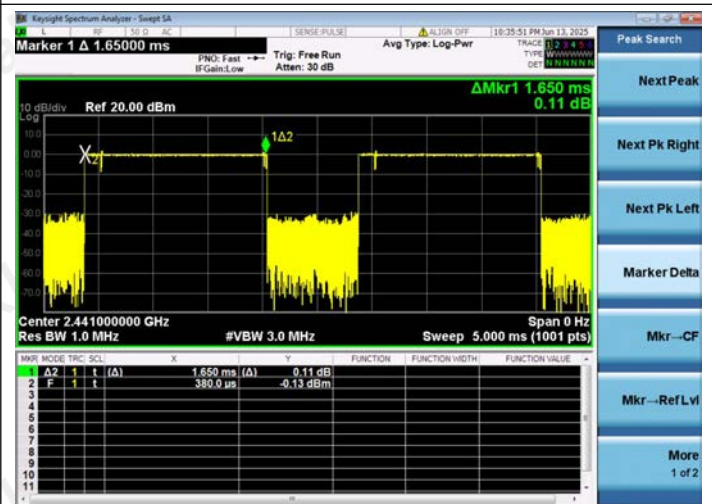 Keysight Spectrum Analyzer - Swept SA
L RF 50 Ω AC SENSE:PULSE ALIGN OFF 10:35:51 PM Jun 13, 2025
Marker 1 Δ 1.65000 ms Avg Type: Log-Pwr TRACE 1 2 3 4 5 6
PNO: Fast Trig: Free Run TYPE WWWWWW
IFGain:Low Atten: 30 dB DET N N N N N N
ΔMkr1 1.650 ms
10 dB/div Ref 20.00 dBm 0.11 dB
Log
10.0
1Δ2
0.00
X2
-10.0
-20.0
-30.0
-40.0
-50.0
-60.0
-70.0
Center 2.441000000 GHz Span 0 Hz
Res BW 1.0 MHz #VBW 3.0 MHz Sweep 5.000 ms (1001 pts)
MKR MODE TRC SCL X Y FUNCTION FUNCTION WIDTH FUNCTION VALUE
1 Δ2 1 t (Δ) 1.650 ms (Δ) 0.11 dB
2 F 1 t 380.0 µs -0.13 dBm
3
4
5
6
7
8
9
10
11
Peak Search
Next Peak
Next Pk Right
Next Pk Left
Marker Delta
Mkr→CF
Mkr→Ref Lvl
More
1 of 2